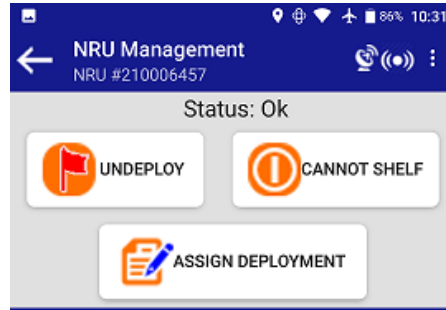 86% 10:31
NRU Management
NRU #210006457
Status: Ok
UNDEPLOY
CANNOT SHELF
ASSIGN DEPLOYMENT